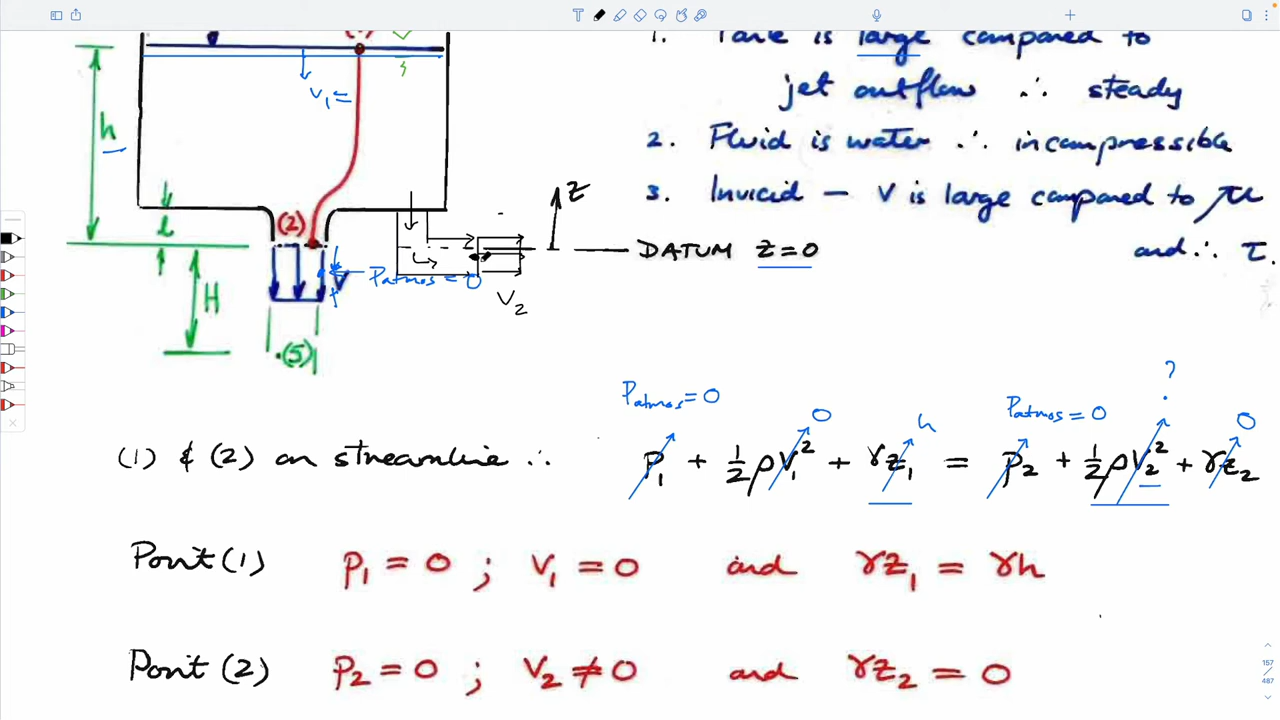 1. Tank is large compared to
jet outflow ∴ steady
2. Fluid is water ∴ incompressible
3. Invicid – V is large compared to μ
and ∴ τ.
V₁ =
h
l
(2)
Z
DATUM Z = 0
Patmos = 0
V
H
V₂
(5)
Patmos = 0
0
h
Patmos = 0
?
0
(1) & (2) on streamline ∴ p₁ + ½ρV₁² + γz₁ = p₂ + ½ρV₂² + γz₂
Point (1) p₁ = 0 ; V₁ = 0 and γz₁ = γh
Point (2) p₂ = 0 ; V₂ ≠ 0 and γz₂ = 0
157
/
487